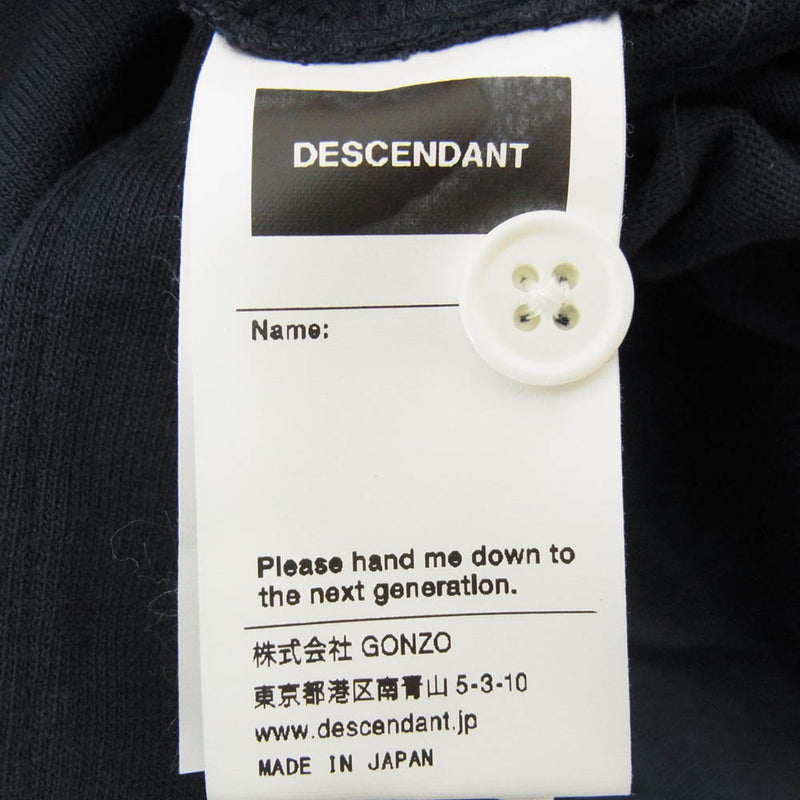 DESCENDANT
Name:
Please hand me down to
the next generation.
株式会社 GONZO
東京都港区南青山 5-3-10
www.descendant.jp
MADE IN JAPAN